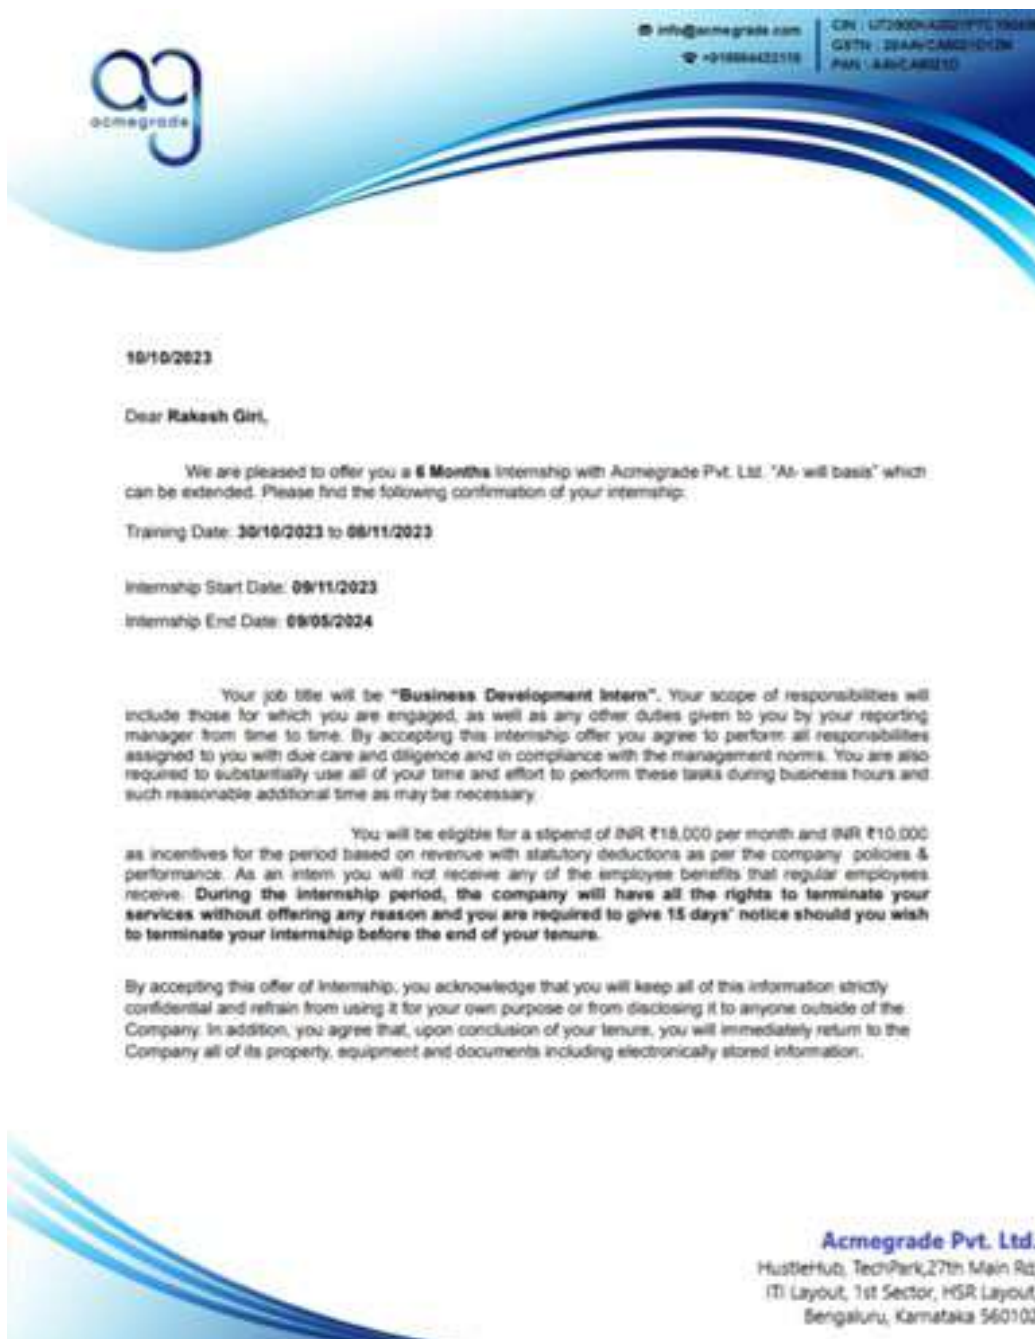 info@acmegrade.com
CIN :
GSTN :
PAN :
ag
acmegrade
10/10/2023
Dear Rakesh Giri,
We are pleased to offer you a 6 Months Internship with Acmegrade Pvt. Ltd. "At- will basis" which
can be extended. Please find the following confirmation of your internship:
Training Date: 30/10/2023 to 08/11/2023
Internship Start Date: 09/11/2023
Internship End Date: 09/05/2024
Your job title will be "Business Development Intern". Your scope of responsibilities will
include those for which you are engaged, as well as any other duties given to you by your reporting
manager from time to time. By accepting this internship offer you agree to perform all responsibilities
assigned to you with due care and diligence and in compliance with the management norms. You are also
required to substantially use all of your time and effort to perform these tasks during business hours and
such reasonable additional time as may be necessary.
You will be eligible for a stipend of INR ₹18,000 per month and INR ₹10,000
as incentives for the period based on revenue with statutory deductions as per the company policies &
performance. As an intern you will not receive any of the employee benefits that regular employees
receive. During the internship period, the company will have all the rights to terminate your
services without offering any reason and you are required to give 15 days' notice should you wish
to terminate your internship before the end of your tenure.
By accepting this offer of Internship, you acknowledge that you will keep all of this information strictly
confidential and refrain from using it for your own purpose or from disclosing it to anyone outside of the
Company. In addition, you agree that, upon conclusion of your tenure, you will immediately return to the
Company all of its property, equipment and documents including electronically stored information.
Acmegrade Pvt. Ltd.
HustleHub, TechPark,27th Main Rd
ITI Layout, 1st Sector, HSR Layout,
Bengaluru, Karnataka 560102